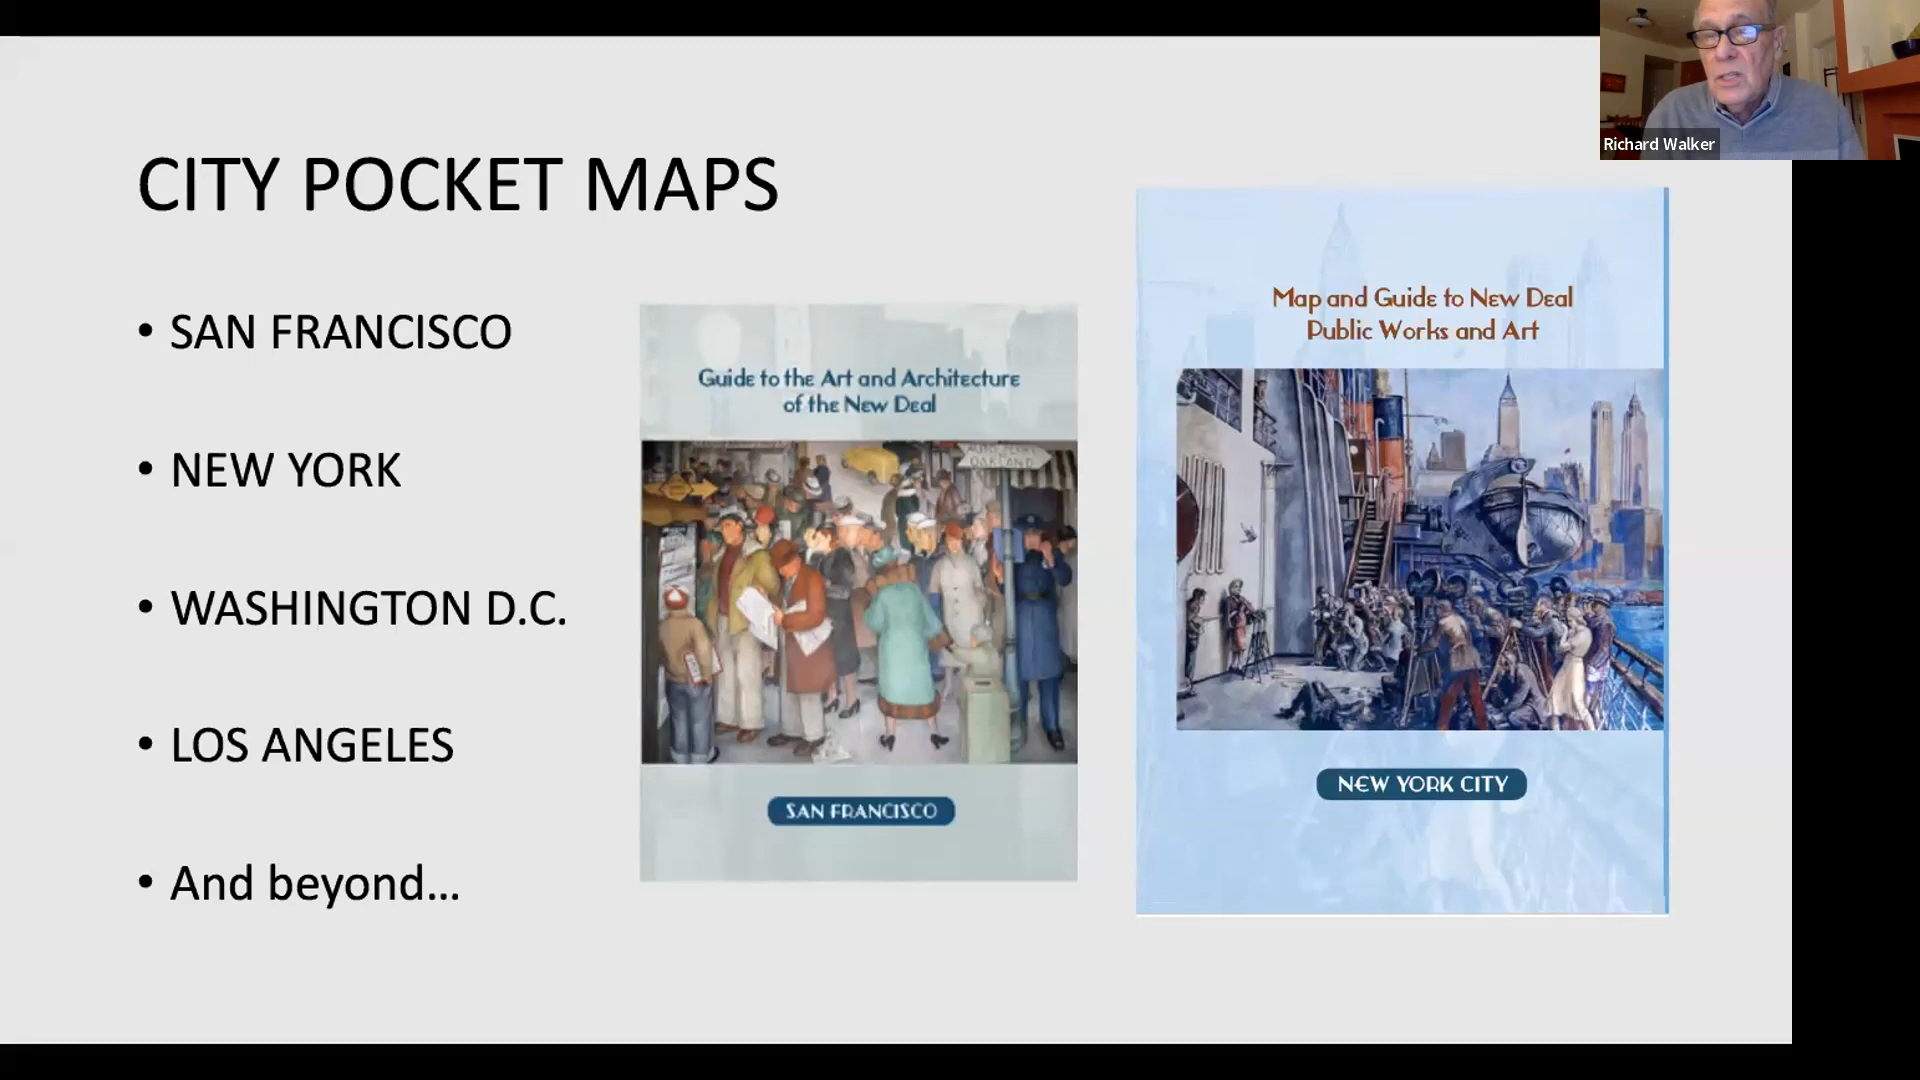 Richard Walker
CITY POCKET MAPS
• SAN FRANCISCO
• NEW YORK
• WASHINGTON D.C.
• LOS ANGELES
• And beyond...
Guide to the Art and Architecture
of the New Deal
OAKLAND
SAN FRANCISCO
Map and Guide to New Deal
Public Works and Art
NEW YORK CITY